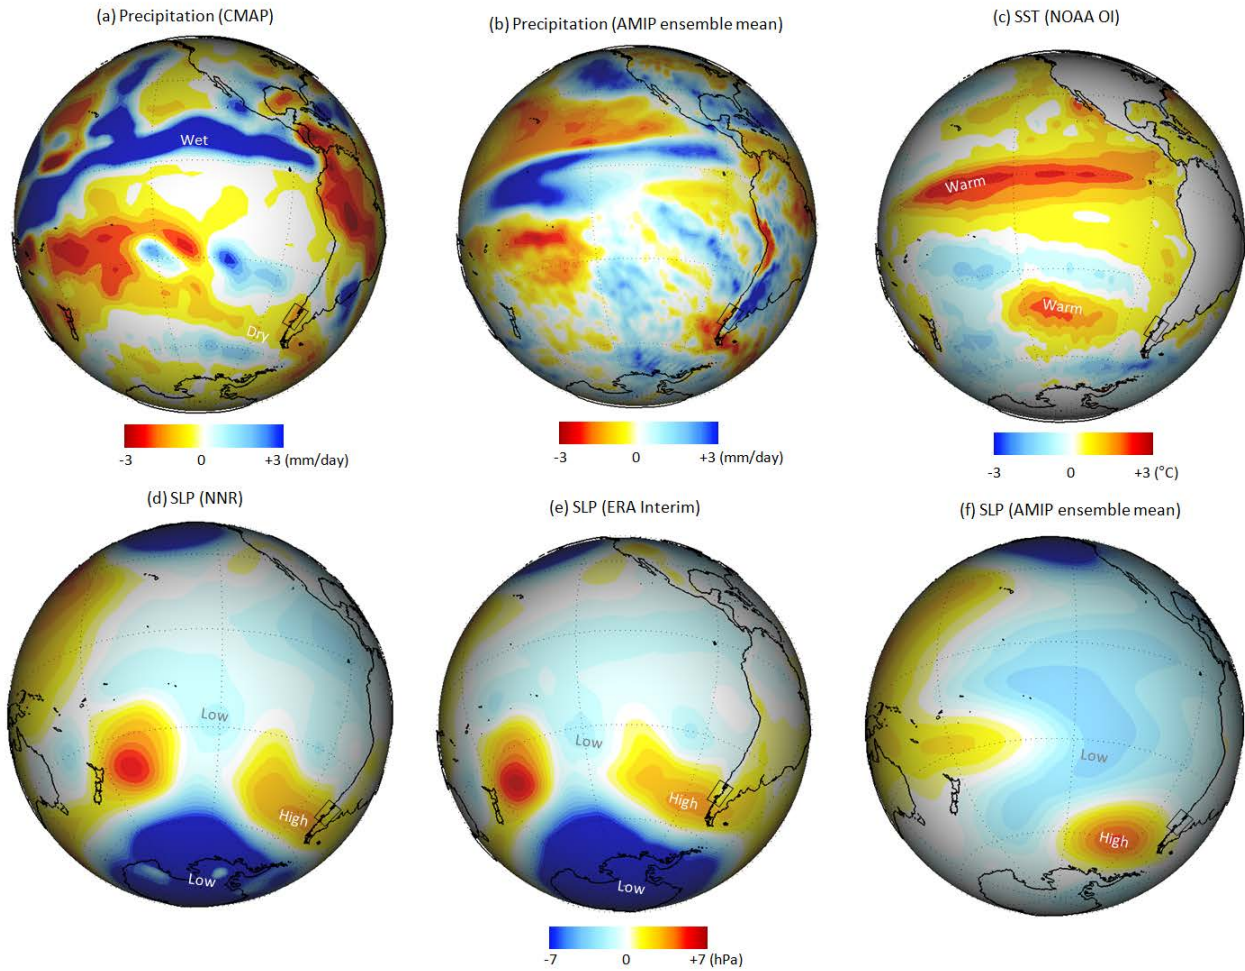 (a) Precipitation (CMAP)
(b) Precipitation (AMIP ensemble mean)
(c) SST (NOAA OI)
Wet
Dry
Warm
Warm
-3 0 +3 (mm/day)
-3 0 +3 (mm/day)
-3 0 +3 (°C)
(d) SLP (NNR)
(e) SLP (ERA Interim)
(f) SLP (AMIP ensemble mean)
Low
High
Low
Low
High
Low
Low
High
-7 0 +7 (hPa)